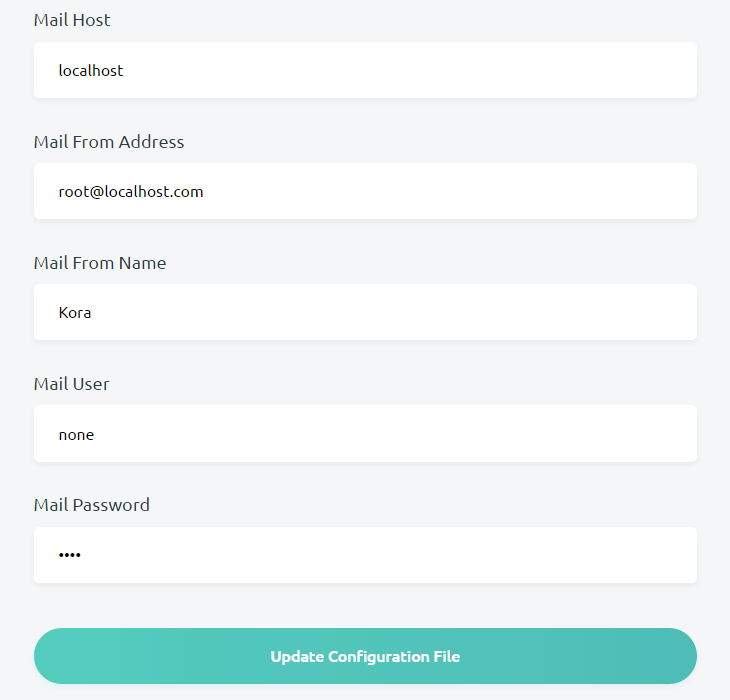 Mail Host
localhost
Mail From Address
root@localhost.com
Mail From Name
Kora
Mail User
none
Mail Password
••••
Update Configuration File